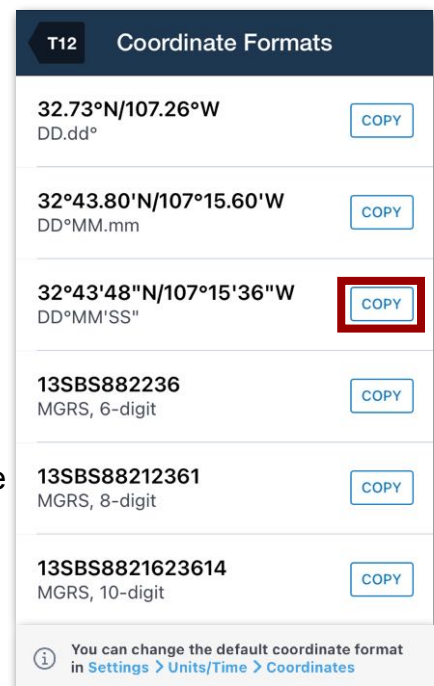 T12 Coordinate Formats
32.73°N/107.26°W COPY
DD.dd°
32°43.80'N/107°15.60'W COPY
DD°MM.mm
32°43'48"N/107°15'36"W COPY
DD°MM'SS"
13SBS882236 COPY
MGRS, 6-digit
e
13SBS88212361 COPY
MGRS, 8-digit
13SBS8821623614 COPY
MGRS, 10-digit
You can change the default coordinate format
in Settings > Units/Time > Coordinates